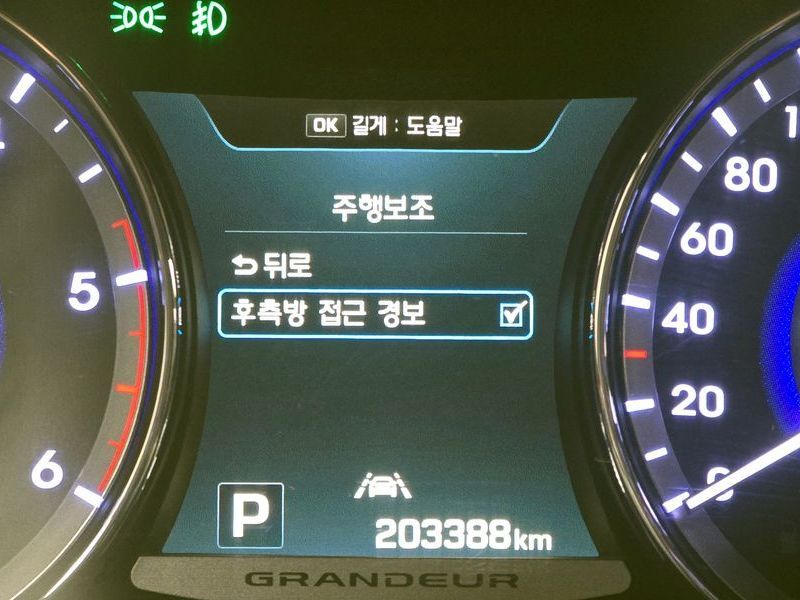 OK 길게 : 도움말
주행보조
뒤로
후측방 접근 경보
5
6
80
60
40
20
0
P
203388km
GRANDEUR